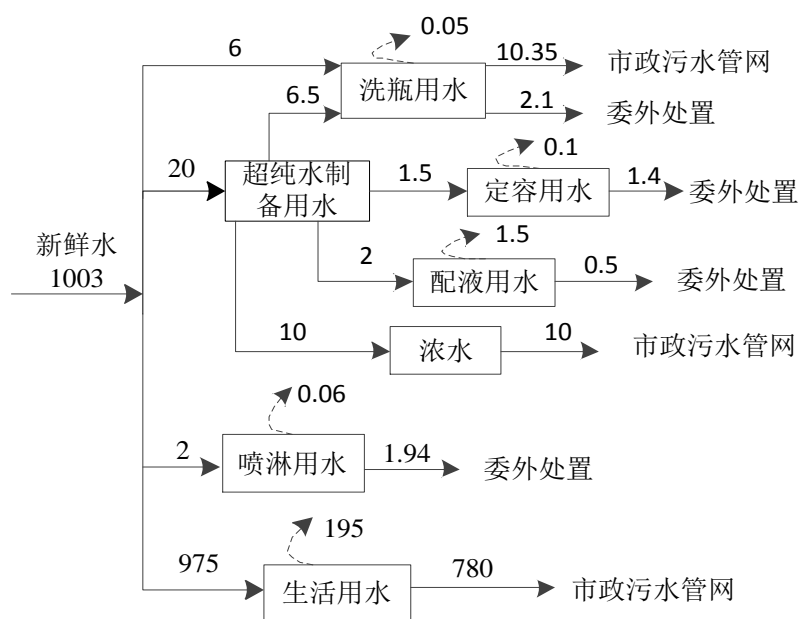 0.05
6
10.35
市政污水管网
洗瓶用水
6.5
2.1
委外处置
0.1
20
超纯水制
备用水
1.5
定容用水
1.4
委外处置
新鲜水
1003
1.5
2
配液用水
0.5
委外处置
10
浓水
10
市政污水管网
0.06
2
喷淋用水
1.94
委外处置
195
975
生活用水
780
市政污水管网